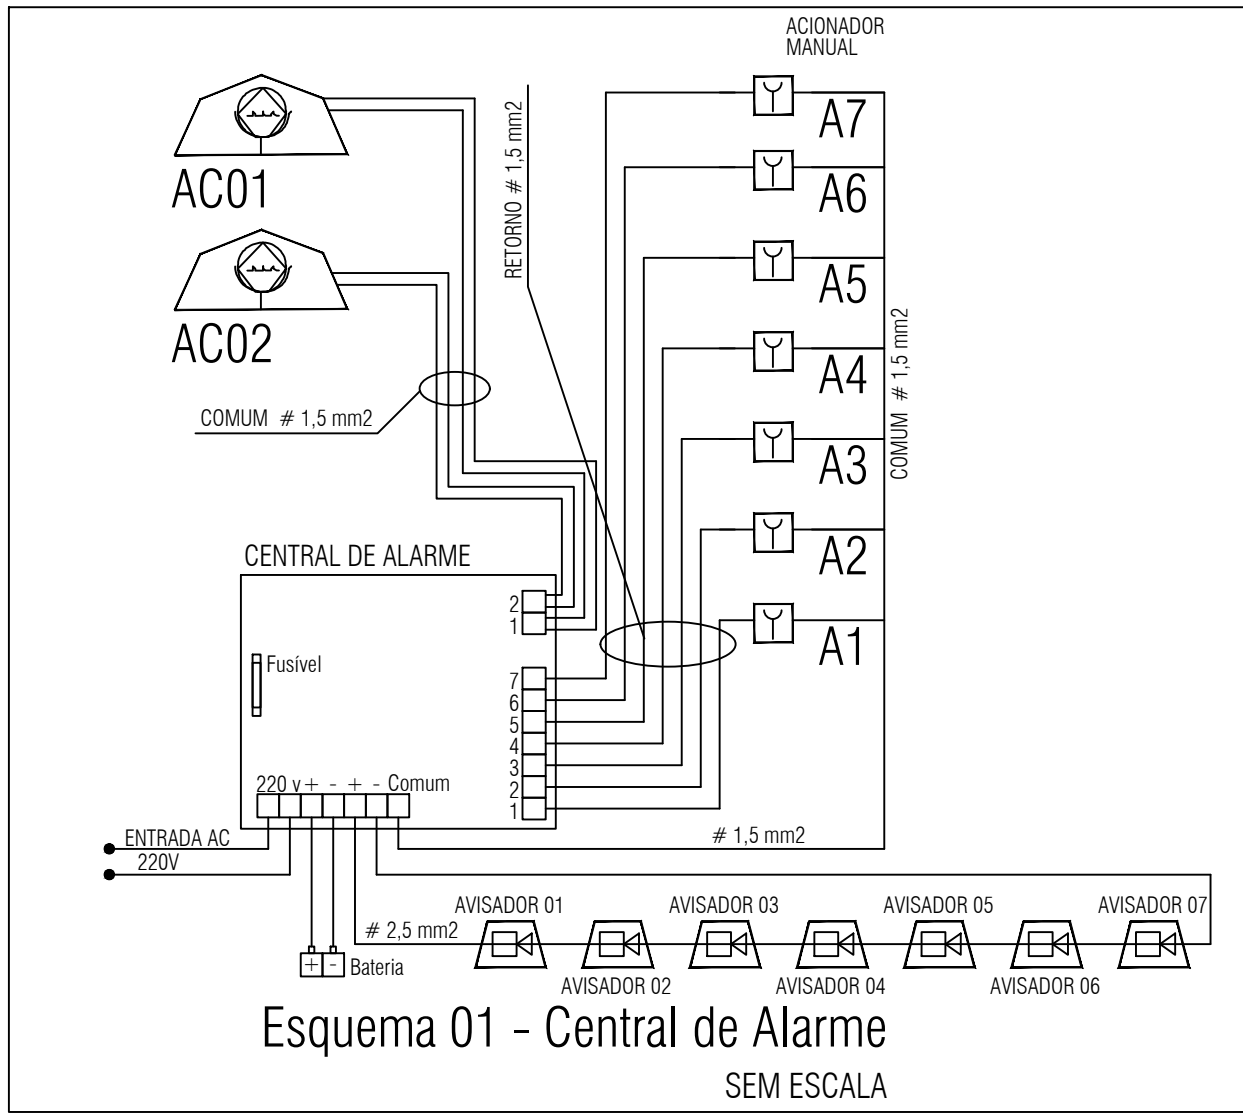 ACIONADOR
MANUAL
A7
A6
A5
A4
A3
A2
A1
AC01
AC02
RETORNO # 1,5 mm2
COMUM # 1,5 mm2
COMUM # 1,5 mm2
CENTRAL DE ALARME
2
1
Fusível
7
6
5
4
3
2
1
220 v + - + - Comum
ENTRADA AC
220V
# 1,5 mm2
# 2,5 mm2
+ - Bateria
AVISADOR 01
AVISADOR 02
AVISADOR 03
AVISADOR 04
AVISADOR 05
AVISADOR 06
AVISADOR 07
Esquema 01 - Central de Alarme
SEM ESCALA